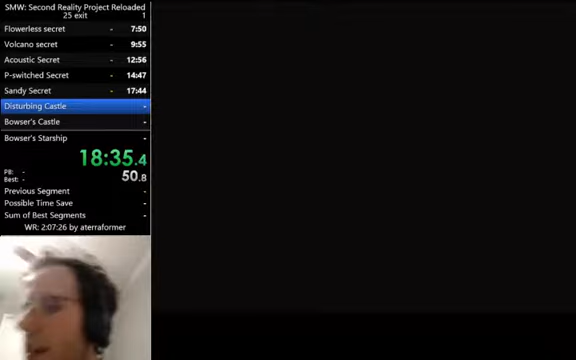 SMW: Second Reality Project Reloaded
25 exit 1
Flowerless secret - 7:50
Volcano secret - 9:55
Acoustic Secret - 12:56
P-switched Secret - 14:47
Sandy Secret - 17:44
Disturbing Castle -
Bowser's Castle -
Bowser's Starship -
18:35.4
PB: -
Best: - 50.8
Previous Segment -
Possible Time Save -
Sum of Best Segments -
WR: 2:07:26 by aterraformer